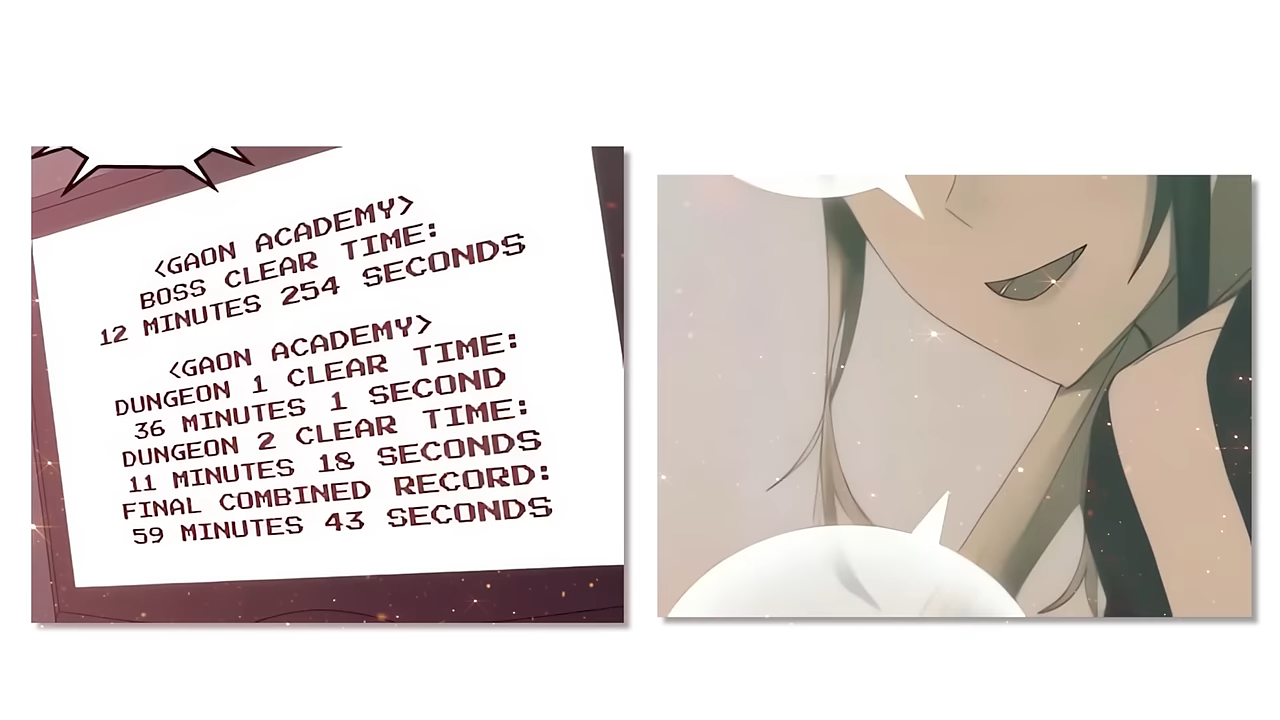 <GAON ACADEMY>
BOSS CLEAR TIME:
12 MINUTES 254 SECONDS
<GAON ACADEMY>
DUNGEON 1 CLEAR TIME:
36 MINUTES 1 SECOND
DUNGEON 2 CLEAR TIME:
11 MINUTES 18 SECONDS
FINAL COMBINED RECORD:
59 MINUTES 43 SECONDS